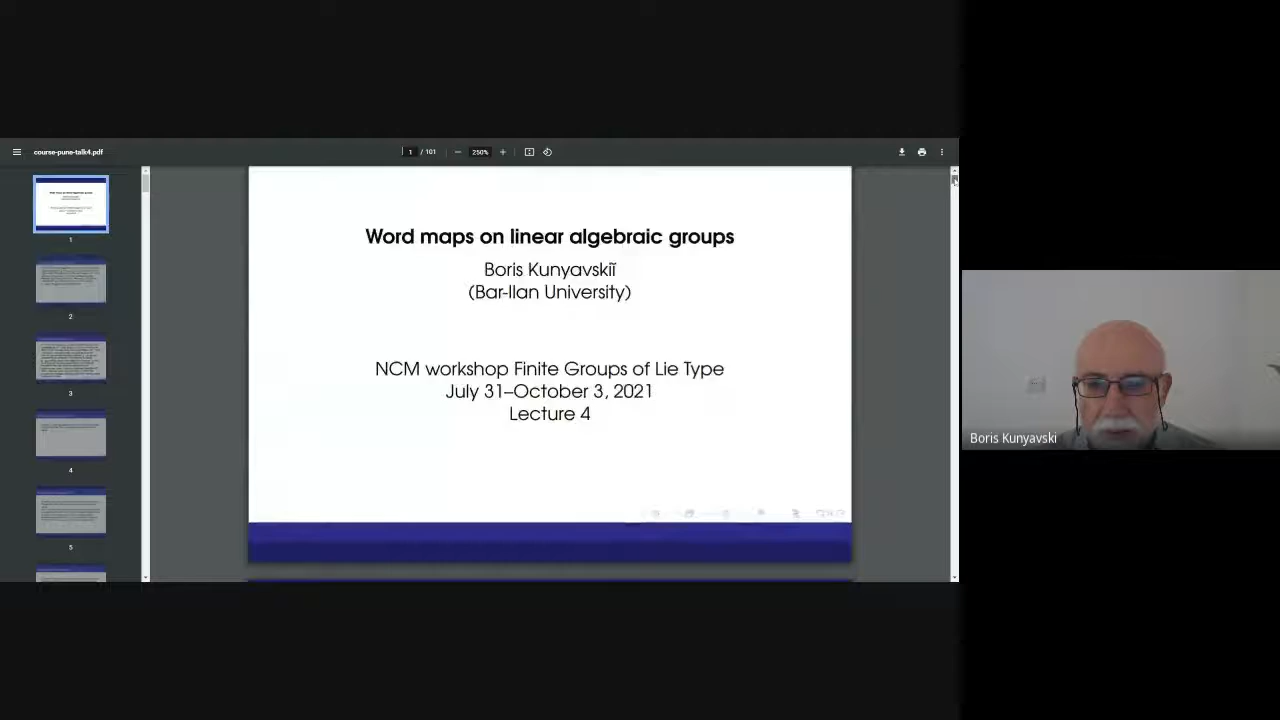 course-pune-talk4.pdf
1 / 101
250%
1
2
3
4
5
Word maps on linear algebraic groups
Boris Kunyavskiĭ
(Bar-Ilan University)
NCM workshop Finite Groups of Lie Type
July 31–October 3, 2021
Lecture 4
Boris Kunyavski